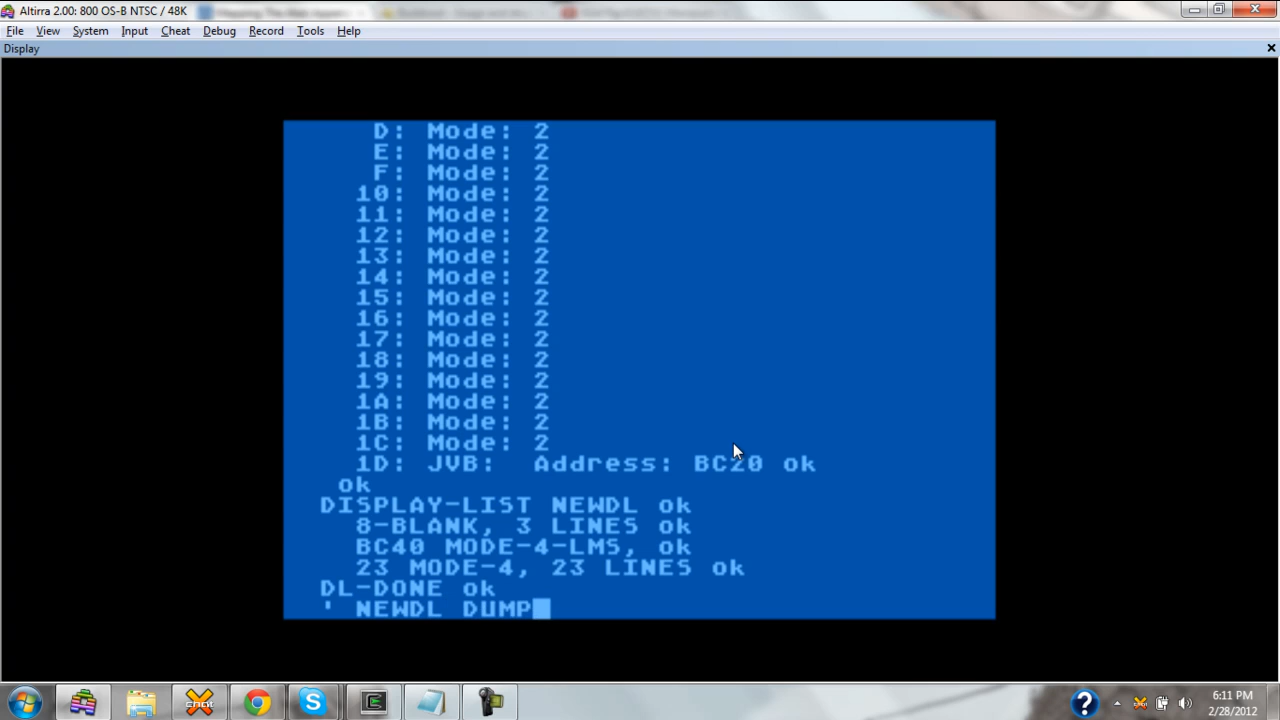 Altirra 2.00: 800 OS-B NTSC / 48K
File View System Input Cheat Debug Record Tools Help
Display
D: Mode: 2
E: Mode: 2
F: Mode: 2
10: Mode: 2
11: Mode: 2
12: Mode: 2
13: Mode: 2
14: Mode: 2
15: Mode: 2
16: Mode: 2
17: Mode: 2
18: Mode: 2
19: Mode: 2
1A: Mode: 2
1B: Mode: 2
1C: Mode: 2
1D: JVB: Address: BC20 ok
ok
DISPLAY-LIST NEWDL ok
8-BLANK, 3 LINES ok
BC40 MODE-4-LMS, ok
23 MODE-4, 23 LINES ok
DL-DONE ok
' NEWDL DUMP
6:11 PM
2/28/2012